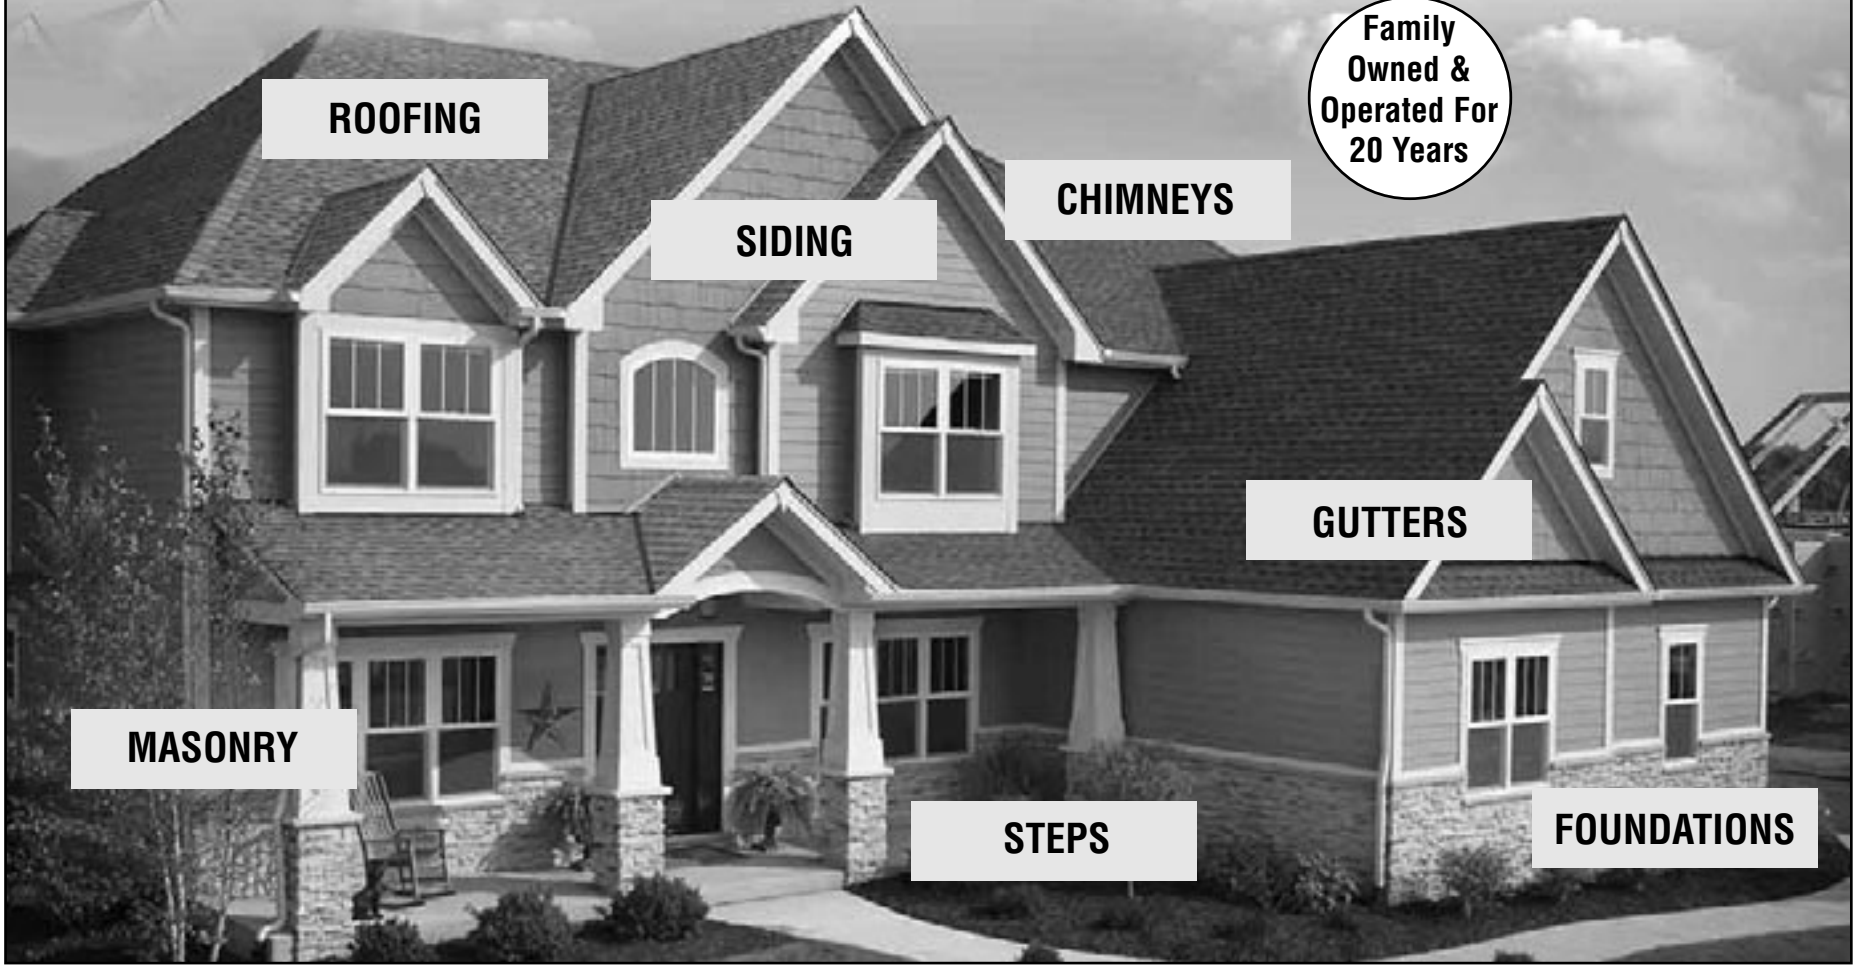 Family
Owned &
Operated For
20 Years
ROOFING
CHIMNEYS
SIDING
GUTTERS
MASONRY
STEPS
FOUNDATIONS